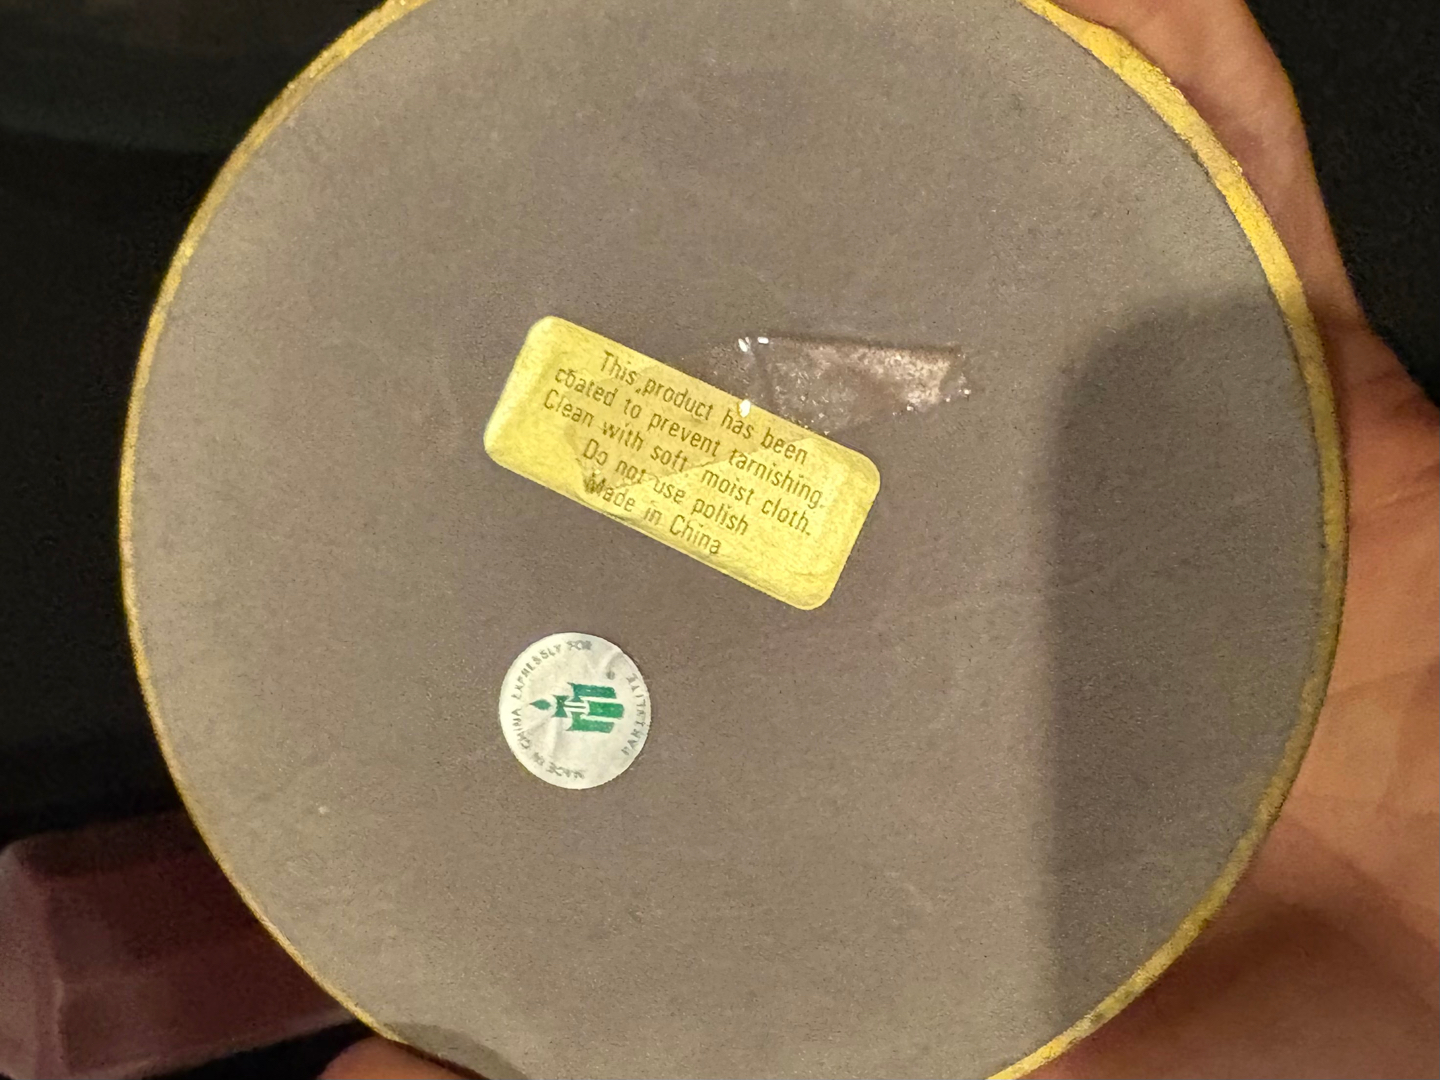 This product has been
coated to prevent tarnishing.
Clean with soft, moist cloth.
Do not use polish
Made in China
MADE IN CHINA EXPRESSLY FOR
PARTYLITE
®